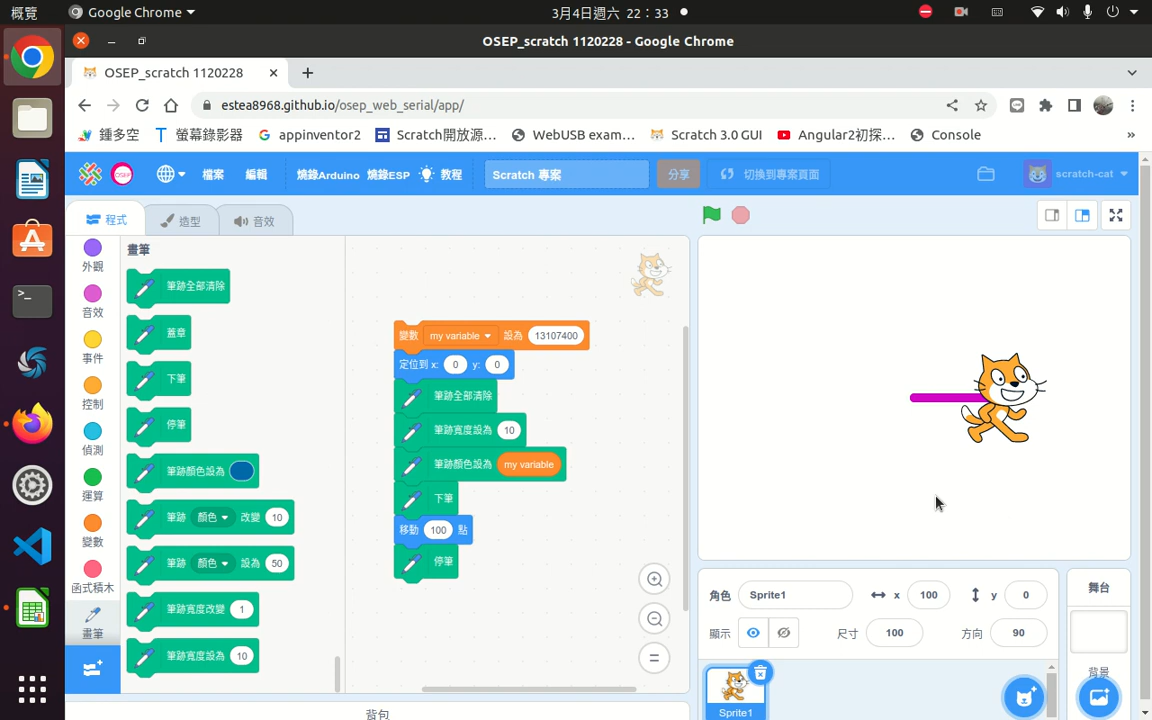 概覽
Google Chrome
3月4日週六 22：33
OSEP_scratch 1120228 - Google Chrome
OSEP_scratch 1120228
estea8968.github.io/osep_web_serial/app/
鍾多空
螢幕錄影器
appinventor2
Scratch開放源…
WebUSB exam…
Scratch 3.0 GUI
Angular2初探…
Console
»
OSEP
檔案
編輯
燒錄Arduino
燒錄ESP
教程
Scratch 專案
分享
切換到專案頁面
scratch-cat
程式
造型
音效
外觀
音效
事件
控制
偵測
運算
變數
函式積木
畫筆
畫筆
筆跡全部清除
蓋章
下筆
停筆
筆跡顏色設為
筆跡 顏色 改變 10
筆跡 顏色 設為 50
筆跡寬度改變 1
筆跡寬度設為 10
變數 my variable 設為 13107400
定位到 x: 0 y: 0
筆跡全部清除
筆跡寬度設為 10
筆跡顏色設為 my variable
下筆
移動 100 點
停筆
背包
角色 Sprite1 x 100 y 0
顯示 尺寸 100 方向 90
Sprite1
舞台
背景